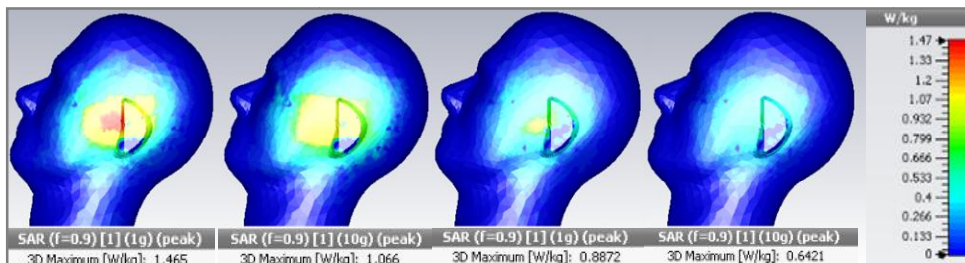 W/kg
1.47
1.33
1.2
1.07
0.932
0.799
0.666
0.533
0.4
0.266
0.133
0
SAR (f=0.9) [1] (1g) (peak)
3D Maximum [W/kg]: 1.465
SAR (f=0.9) [1] (10g) (peak)
3D Maximum [W/kg]: 1.066
SAR (f=0.9) [1] (1g) (peak)
3D Maximum [W/kg]: 0.8872
SAR (f=0.9) [1] (10g) (peak)
3D Maximum [W/kg]: 0.6421